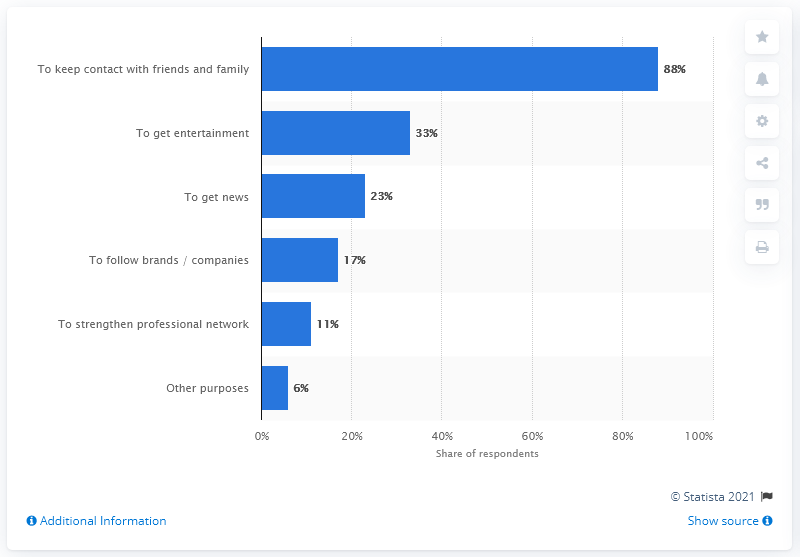 To keep contact with friends and family 88%
To get entertainment 33%
To get news 23%
To follow brands / companies 17%
To strengthen professional network 11%
Other purposes 6%
0% 20% 40% 60% 80% 100%
Share of respondents
© Statista 2021
Additional Information Show source